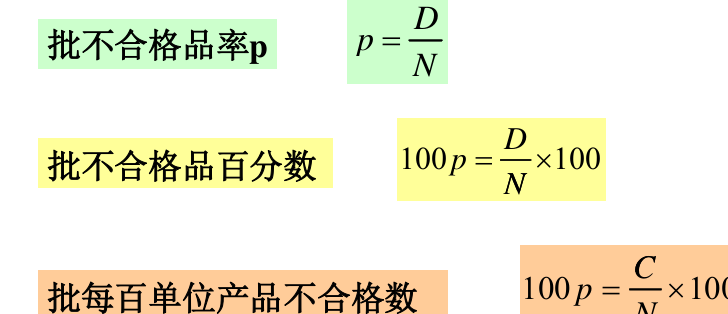 批不合格品率p p = D/N
批不合格品百分数 100p = D/N ×100
批每百单位产品不合格数 100p = C/N ×100